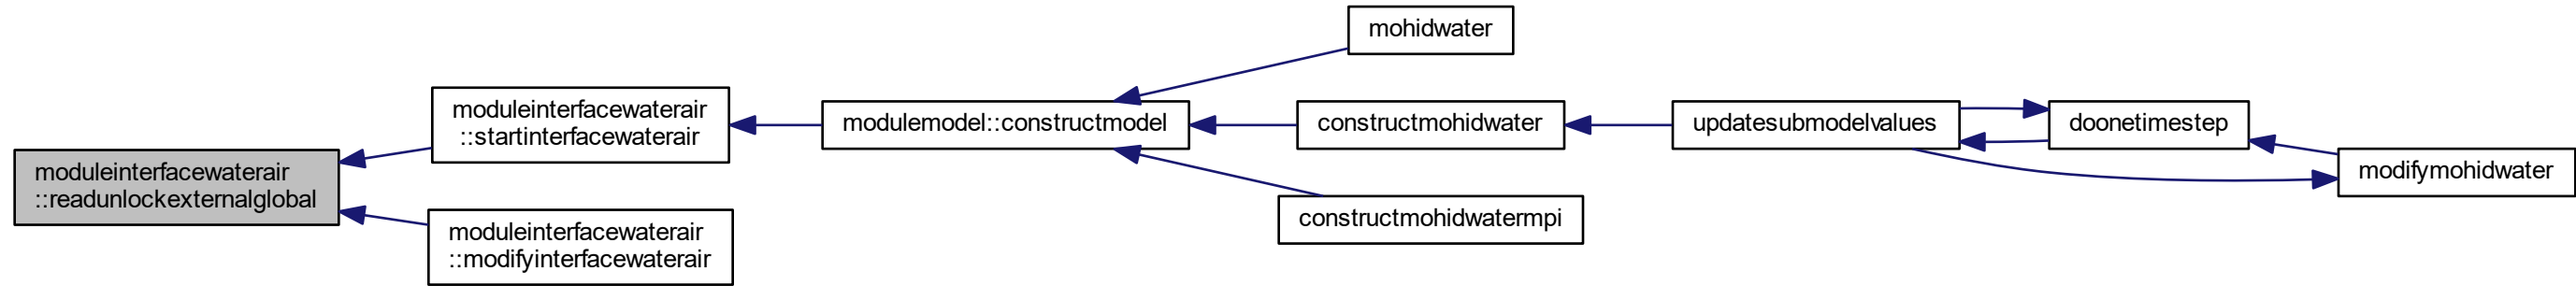 mohidwater
moduleinterfacewaterair
::startinterfacewaterair
modulemodel::constructmodel
constructmohidwater
updatesubmodelvalues
doonetimestep
moduleinterfacewaterair
::readunlockexternalglobal
modifymohidwater
constructmohidwatermpi
moduleinterfacewaterair
::modifyinterfacewaterair